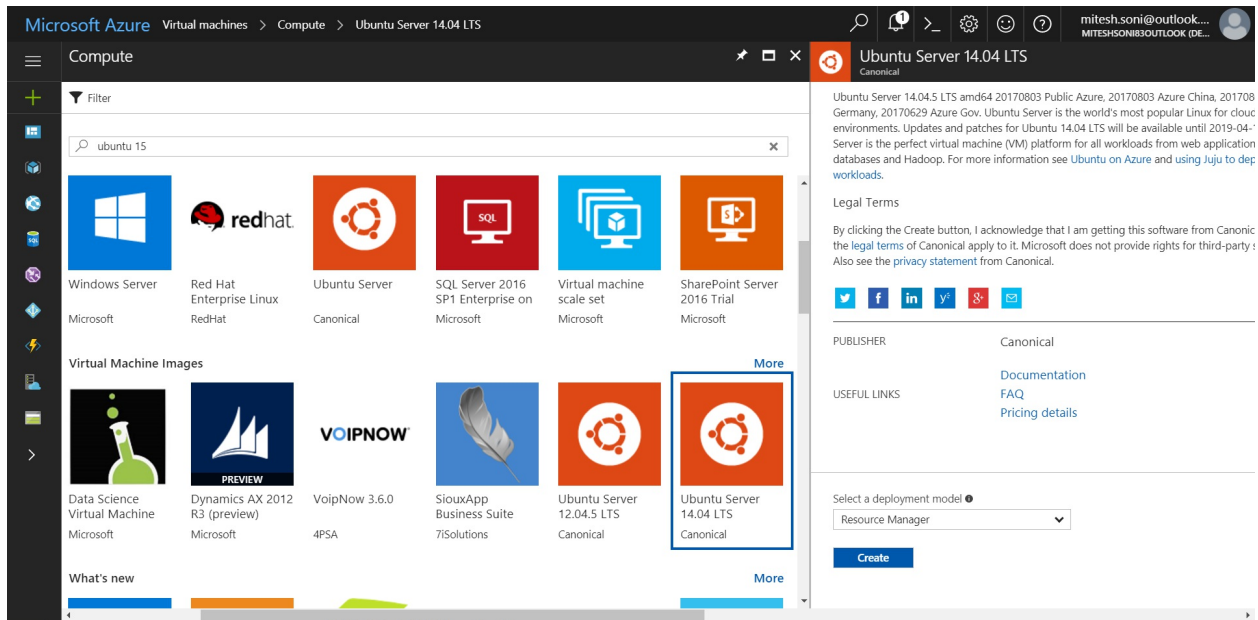 Microsoft Azure Virtual machines > Compute > Ubuntu Server 14.04 LTS
1
mitesh.soni@outlook....
MITESHSONI83OUTLOOK (DE...
Compute
Filter
ubuntu 15
SQL
redhat.
S
Windows Server
Microsoft
Red Hat
Enterprise Linux
RedHat
Ubuntu Server
Canonical
SQL
SQL Server 2016
SP1 Enterprise on
Microsoft
Virtual machine
scale set
Microsoft
SharePoint Server
2016 Trial
Microsoft
Virtual Machine Images
More
Data Science
Virtual Machine
Microsoft
PREVIEW
Dynamics AX 2012
R3 (preview)
Microsoft
VOIPNOW
VoipNow 3.6.0
4PSA
SiouxApp
Business Suite
7iSolutions
Ubuntu Server
12.04.5 LTS
Canonical
Ubuntu Server
14.04 LTS
Canonical
What's new
More
Ubuntu Server 14.04 LTS
Canonical
Ubuntu Server 14.04.5 LTS amd64 20170803 Public Azure, 20170803 Azure China, 201708
Germany, 20170629 Azure Gov. Ubuntu Server is the world's most popular Linux for cloud
environments. Updates and patches for Ubuntu 14.04 LTS will be available until 2019-04-
Server is the perfect virtual machine (VM) platform for all workloads from web application
databases and Hadoop. For more information see Ubuntu on Azure and using Juju to dep
workloads.
Legal Terms
By clicking the Create button, I acknowledge that I am getting this software from Canonic
the legal terms of Canonical apply to it. Microsoft does not provide rights for third-party s
Also see the privacy statement from Canonical.
PUBLISHER
Canonical
USEFUL LINKS
Documentation
FAQ
Pricing details
Select a deployment model
Resource Manager
Create